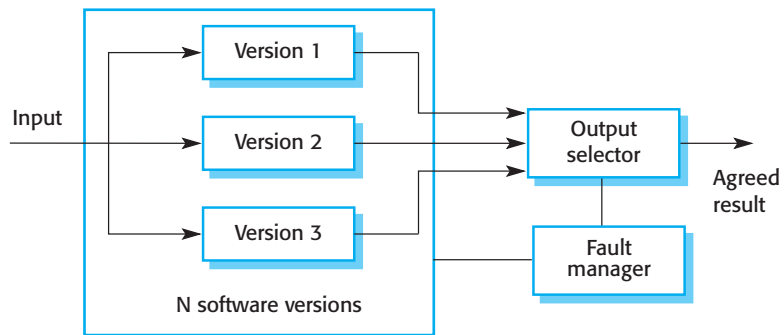 Version 1
Input
Version 2
Output
selector
Agreed
result
Version 3
Fault
manager
N software versions